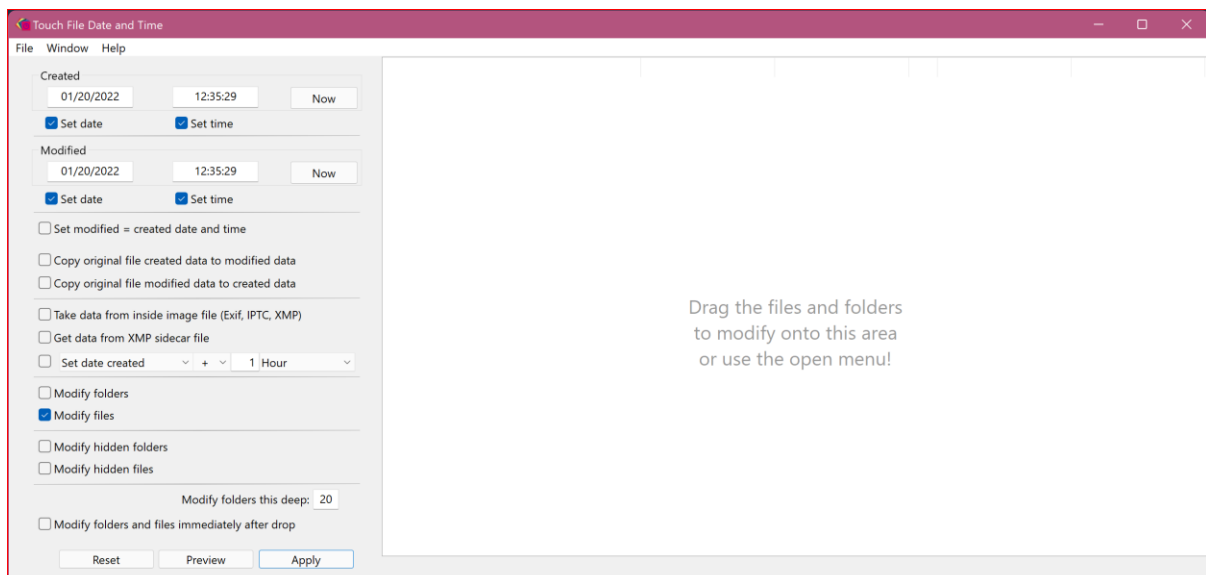 Touch File Date and Time
File Window Help
Created
01/20/2022 12:35:29 Now
Set date Set time
Modified
01/20/2022 12:35:29 Now
Set date Set time
Set modified = created date and time
Copy original file created data to modified data
Copy original file modified data to created data
Take data from inside image file (Exif, IPTC, XMP)
Get data from XMP sidecar file
Set date created + 1 Hour
Modify folders
Modify files
Modify hidden folders
Modify hidden files
Modify folders this deep: 20
Modify folders and files immediately after drop
Reset Preview Apply
Drag the files and folders
to modify onto this area
or use the open menu!